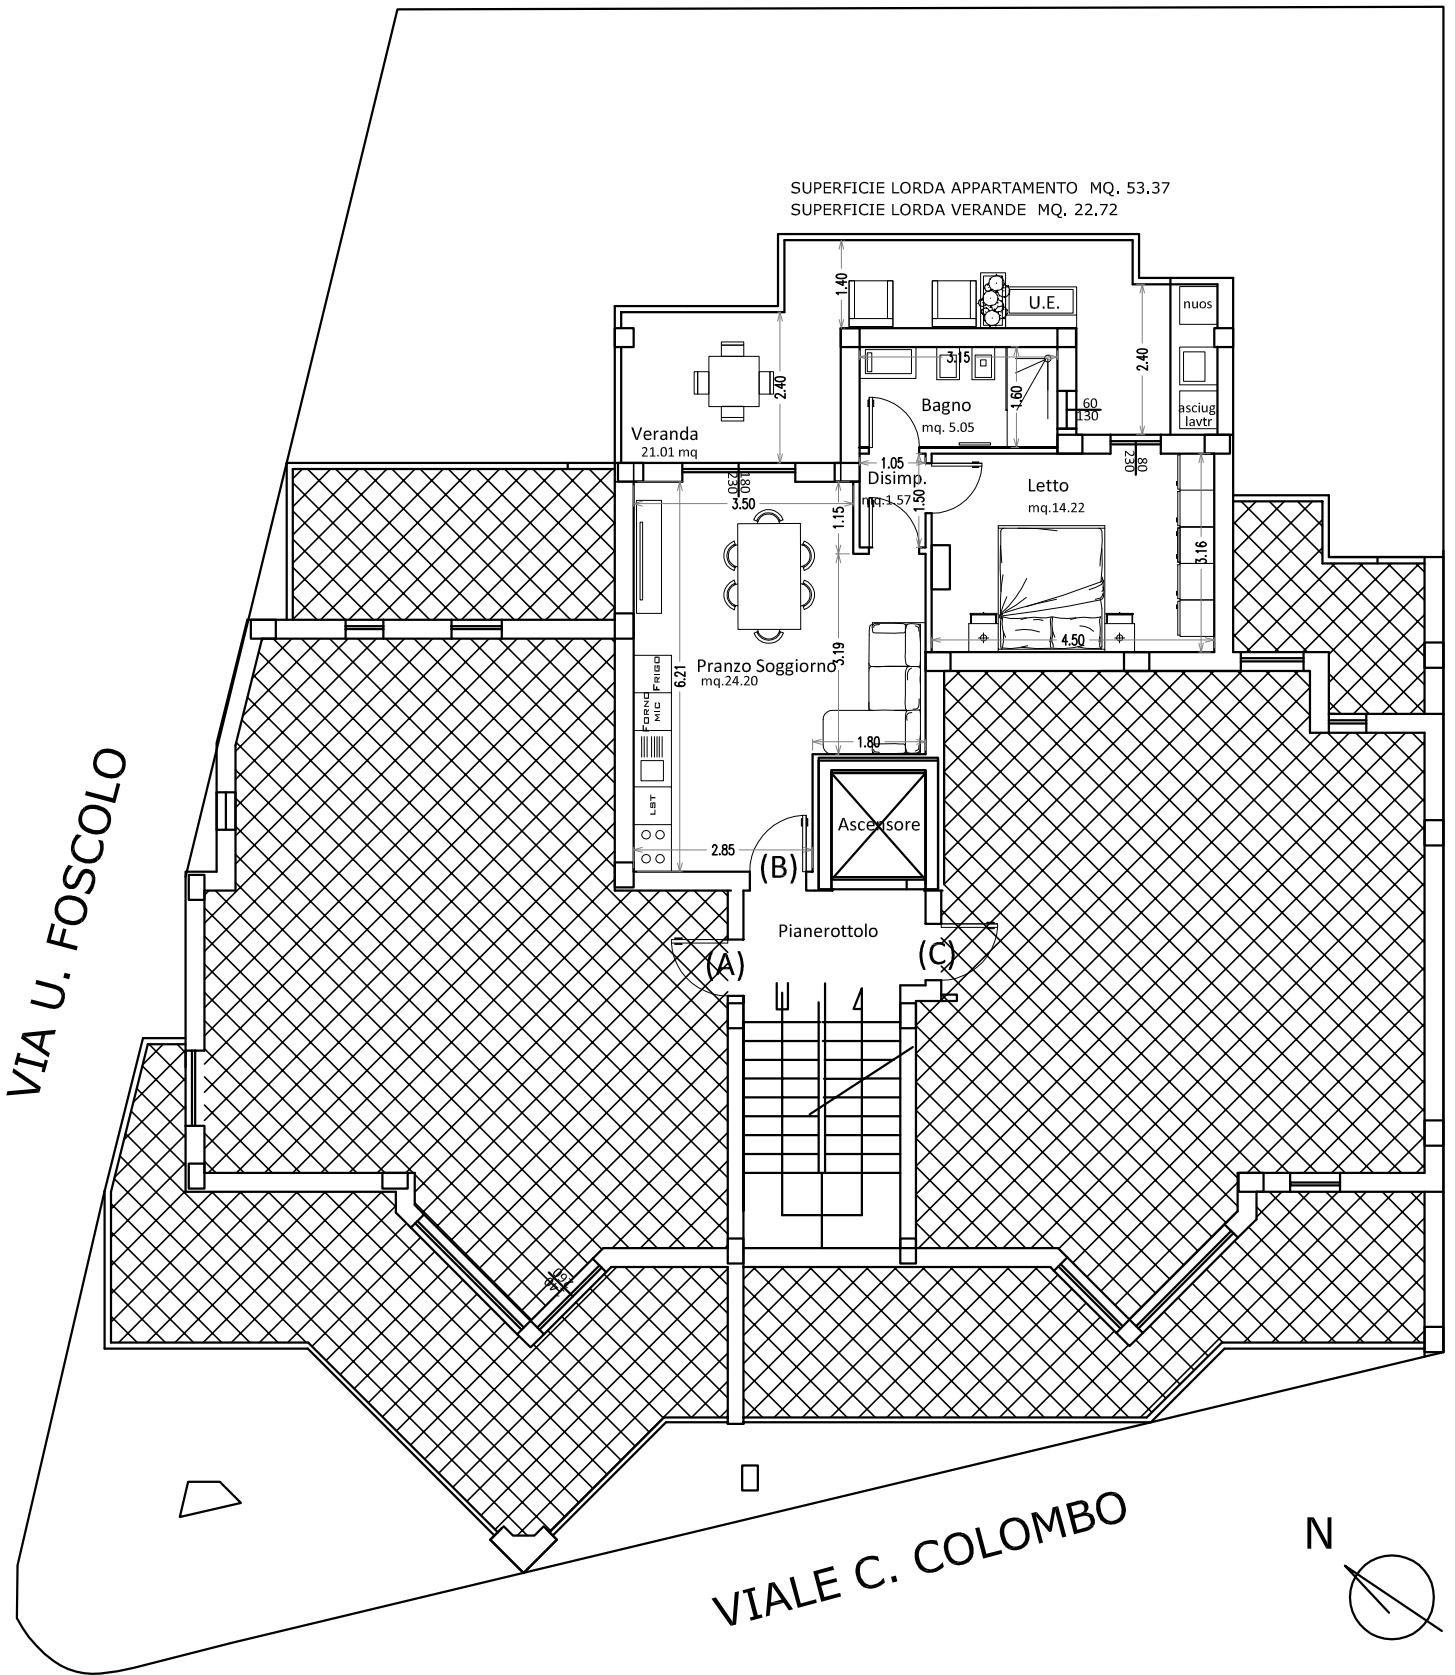 SUPERFICIE LORDA APPARTAMENTO MQ. 53.37
SUPERFICIE LORDA VERANDE MQ. 22.72
1.40
U.E.
nuos
2.40
2.40
3.15
1.60
60
130
asciug
lavtr
Bagno
mq. 5.05
Veranda
21.01 mq
180
230
80
230
1.05
Disimp.
mq.1.57
1.50
Letto
mq.14.22
3.50
1.15
3.16
4.50
3.19
Pranzo Soggiorno
mq.24.20
6.21
FRIGO
FORNO
MIC
LST
1.80
Ascensore
2.85
(B)
Pianerottolo
(A)
(C)
VIA U. FOSCOLO
VIALE C. COLOMBO
N